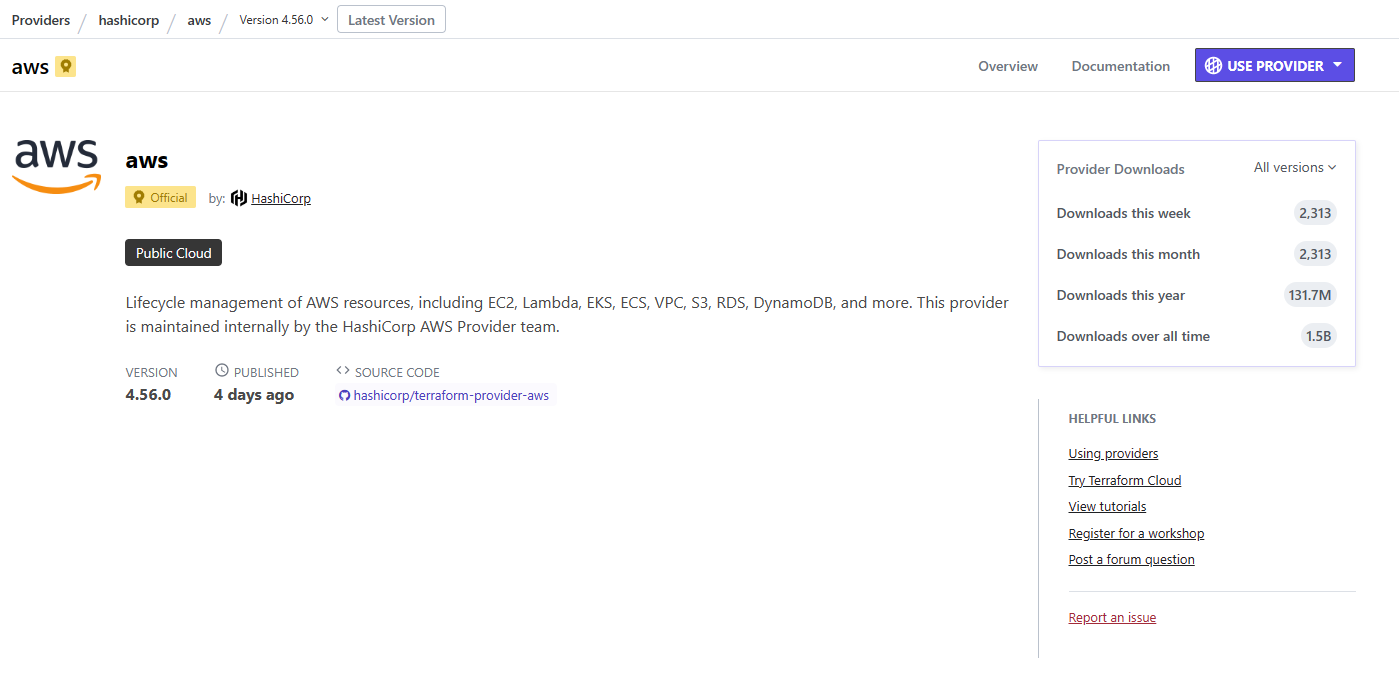 Providers / hashicorp / aws / Version 4.56.0 Latest Version
aws Overview Documentation USE PROVIDER
aws
aws
Official by: HashiCorp
Public Cloud
Lifecycle management of AWS resources, including EC2, Lambda, EKS, ECS, VPC, S3, RDS, DynamoDB, and more. This provider
is maintained internally by the HashiCorp AWS Provider team.
VERSION PUBLISHED SOURCE CODE
4.56.0 4 days ago hashicorp/terraform-provider-aws
Provider Downloads All versions
Downloads this week 2,313
Downloads this month 2,313
Downloads this year 131.7M
Downloads over all time 1.5B
HELPFUL LINKS
Using providers
Try Terraform Cloud
View tutorials
Register for a workshop
Post a forum question
Report an issue